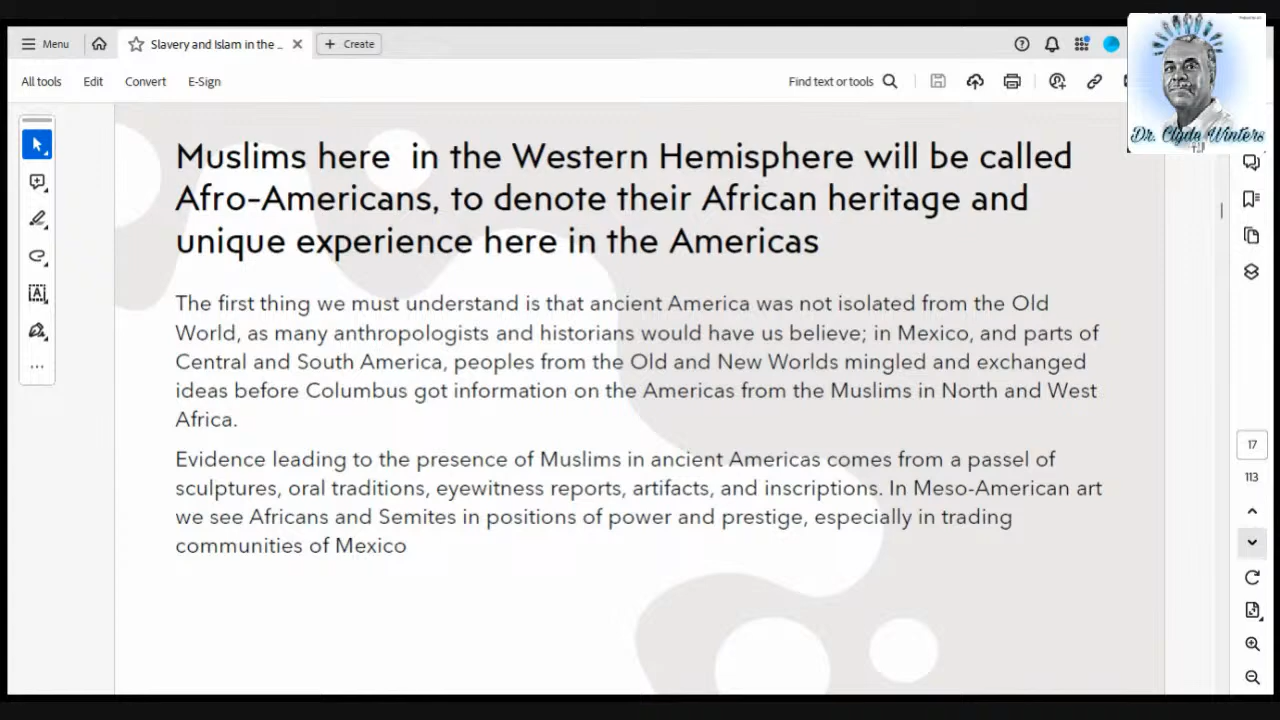 Menu
Slavery and Islam in the ...
Create
All tools
Edit
Convert
E-Sign
Find text or tools
Dr. Clyde Winters
Muslims here in the Western Hemisphere will be called
Afro-Americans, to denote their African heritage and
unique experience here in the Americas
The first thing we must understand is that ancient America was not isolated from the Old
World, as many anthropologists and historians would have us believe; in Mexico, and parts of
Central and South America, peoples from the Old and New Worlds mingled and exchanged
ideas before Columbus got information on the Americas from the Muslims in North and West
Africa.
Evidence leading to the presence of Muslims in ancient Americas comes from a passel of
sculptures, oral traditions, eyewitness reports, artifacts, and inscriptions. In Meso-American art
we see Africans and Semites in positions of power and prestige, especially in trading
communities of Mexico
17
113